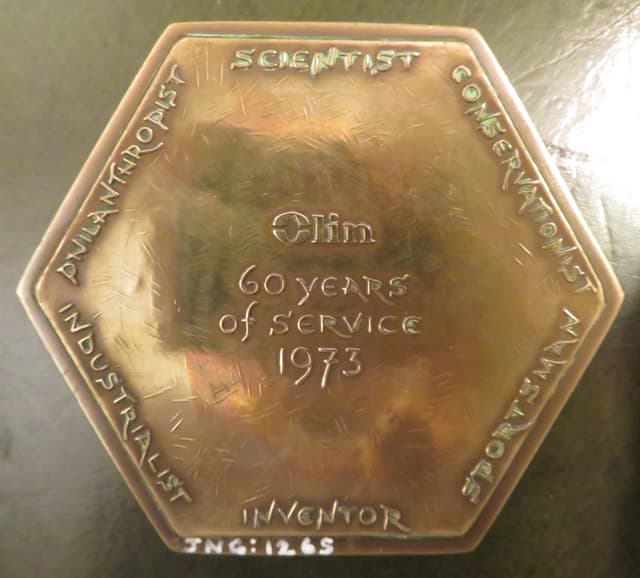 SCIENTIST
CONSERVATIONIST
SPORTSMAN
INVENTOR
INDUSTRIALIST
PHILANTHROPIST
Olin
60 YEARS
of SERVICE
1973
JNG:1265